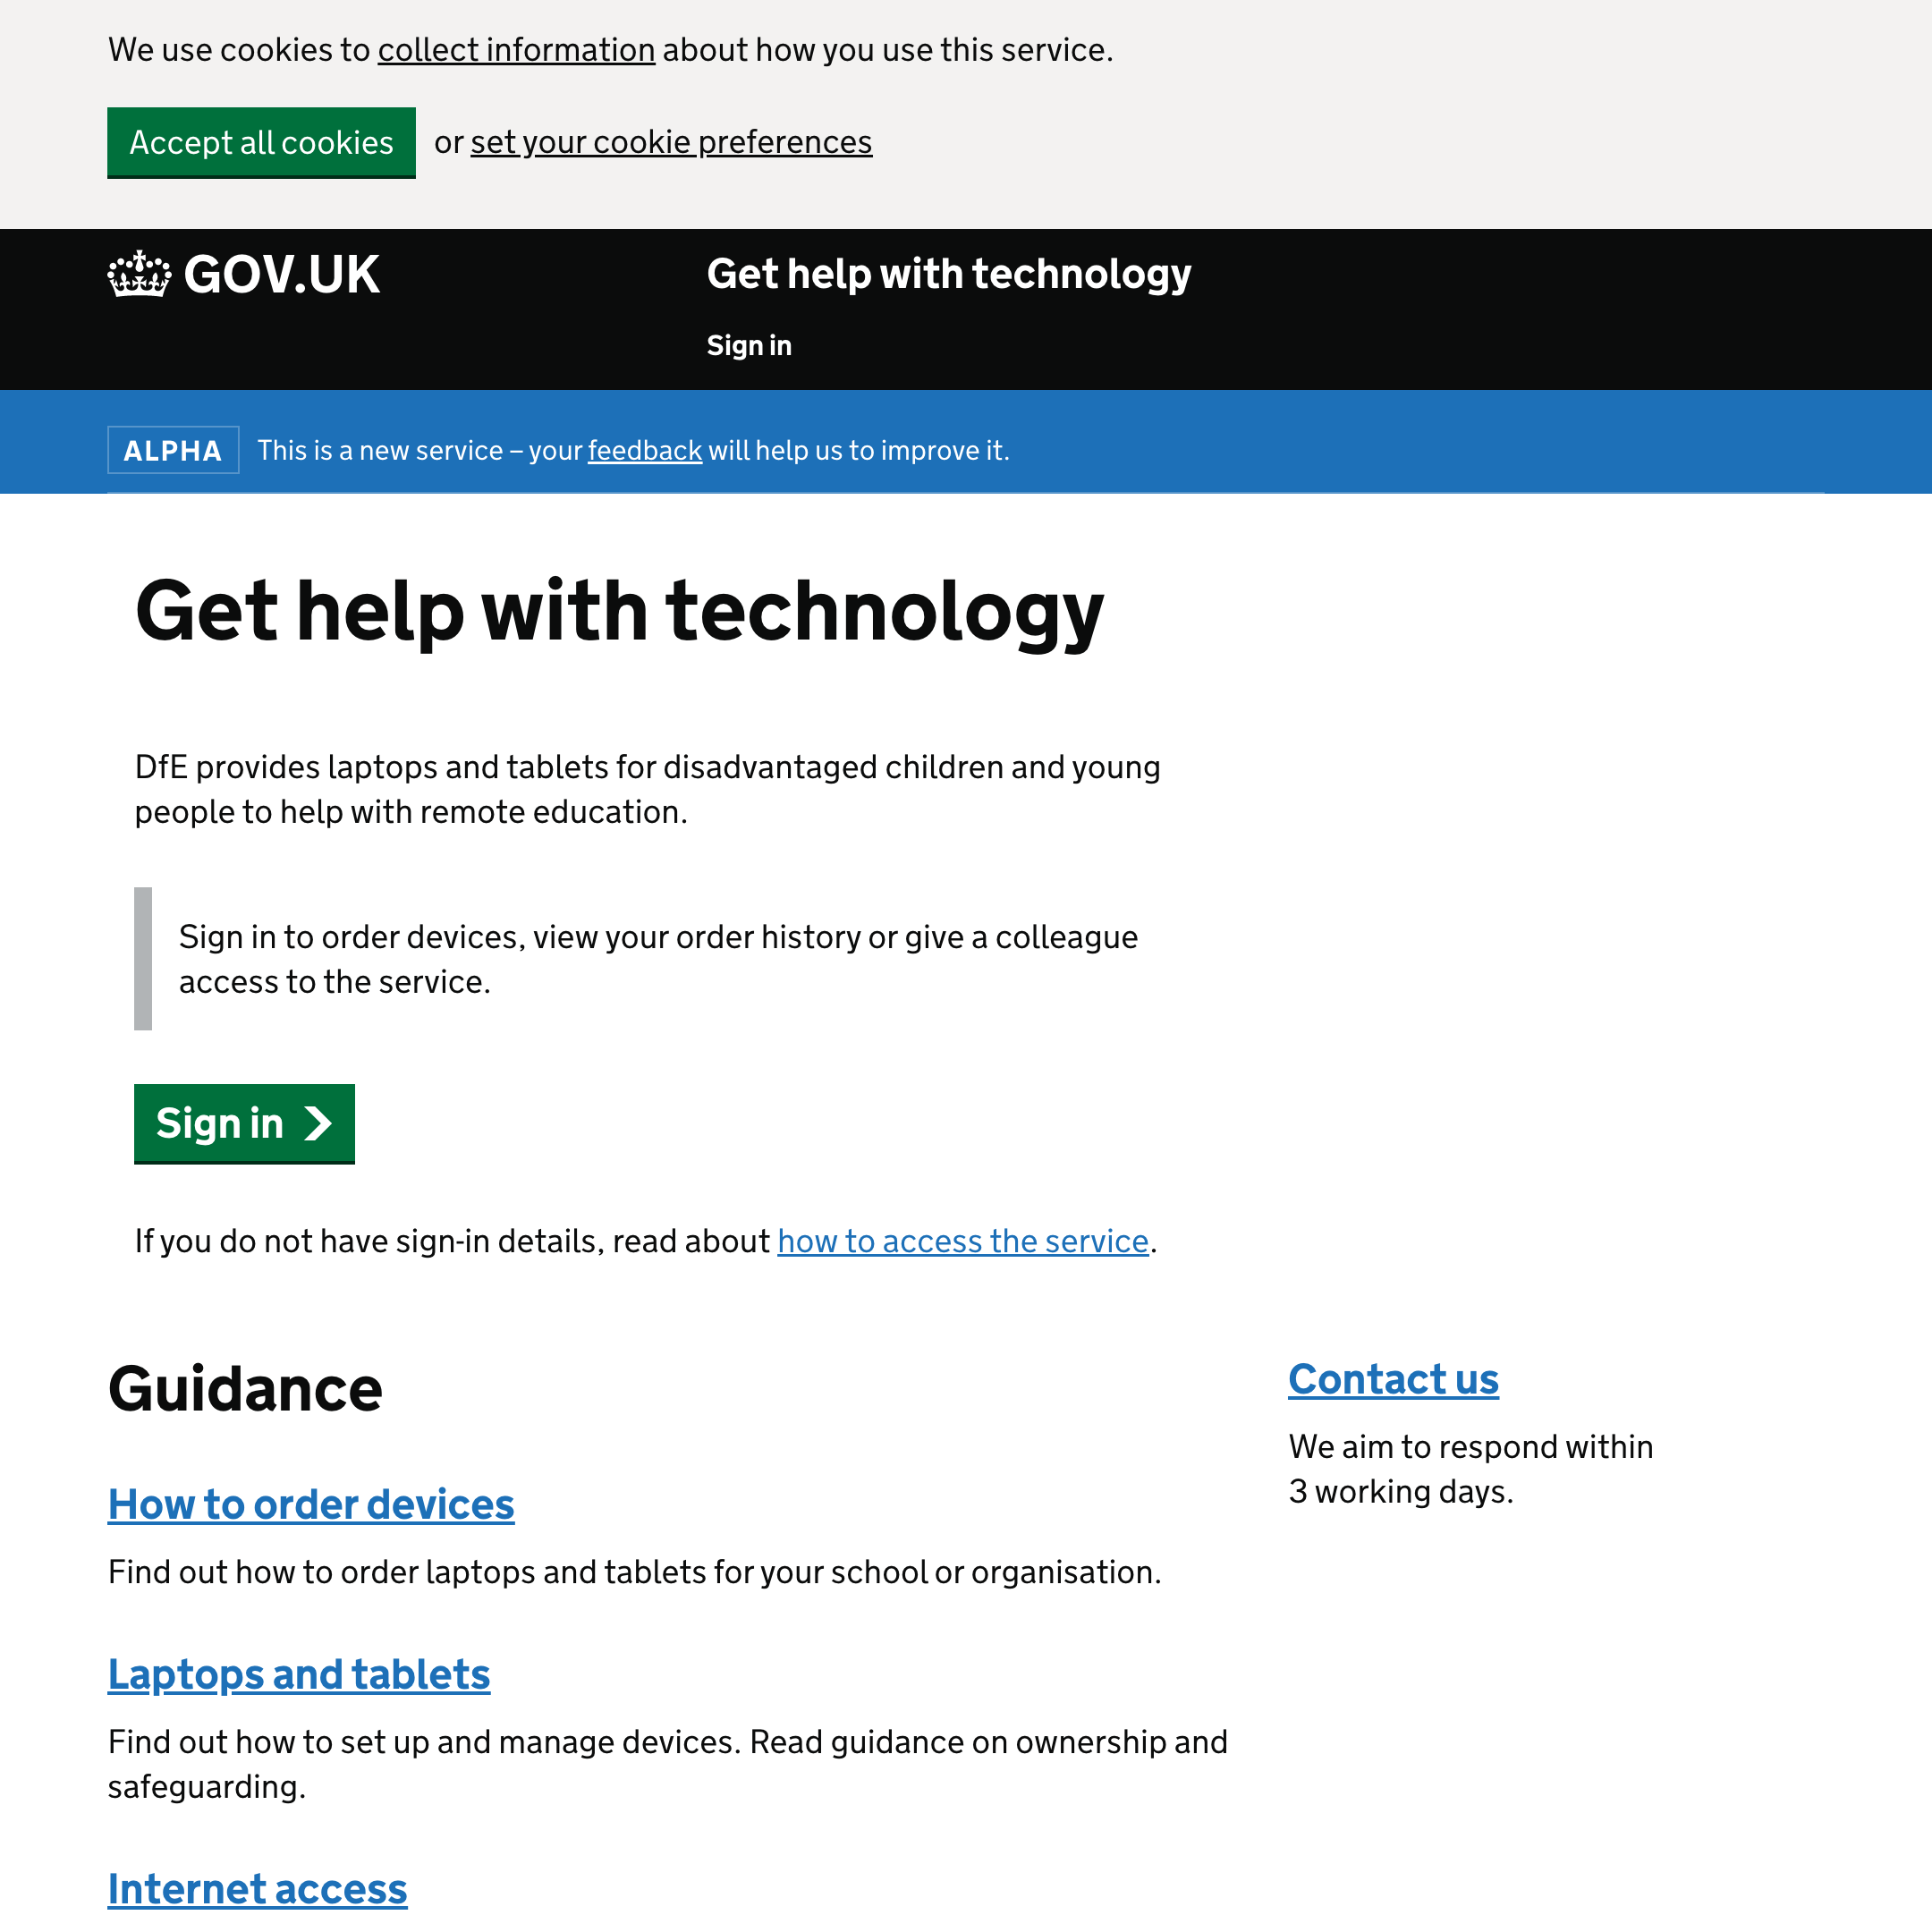 We use cookies to collect information about how you use this service.
Accept all cookies or set your cookie preferences
GOV.UK
Get help with technology
Sign in
ALPHA This is a new service – your feedback will help us to improve it.
Get help with technology
DfE provides laptops and tablets for disadvantaged children and young
people to help with remote education.
Sign in to order devices, view your order history or give a colleague
access to the service.
Sign in
If you do not have sign-in details, read about how to access the service.
Guidance
How to order devices
Find out how to order laptops and tablets for your school or organisation.
Laptops and tablets
Find out how to set up and manage devices. Read guidance on ownership and
safeguarding.
Internet access
Contact us
We aim to respond within
3 working days.